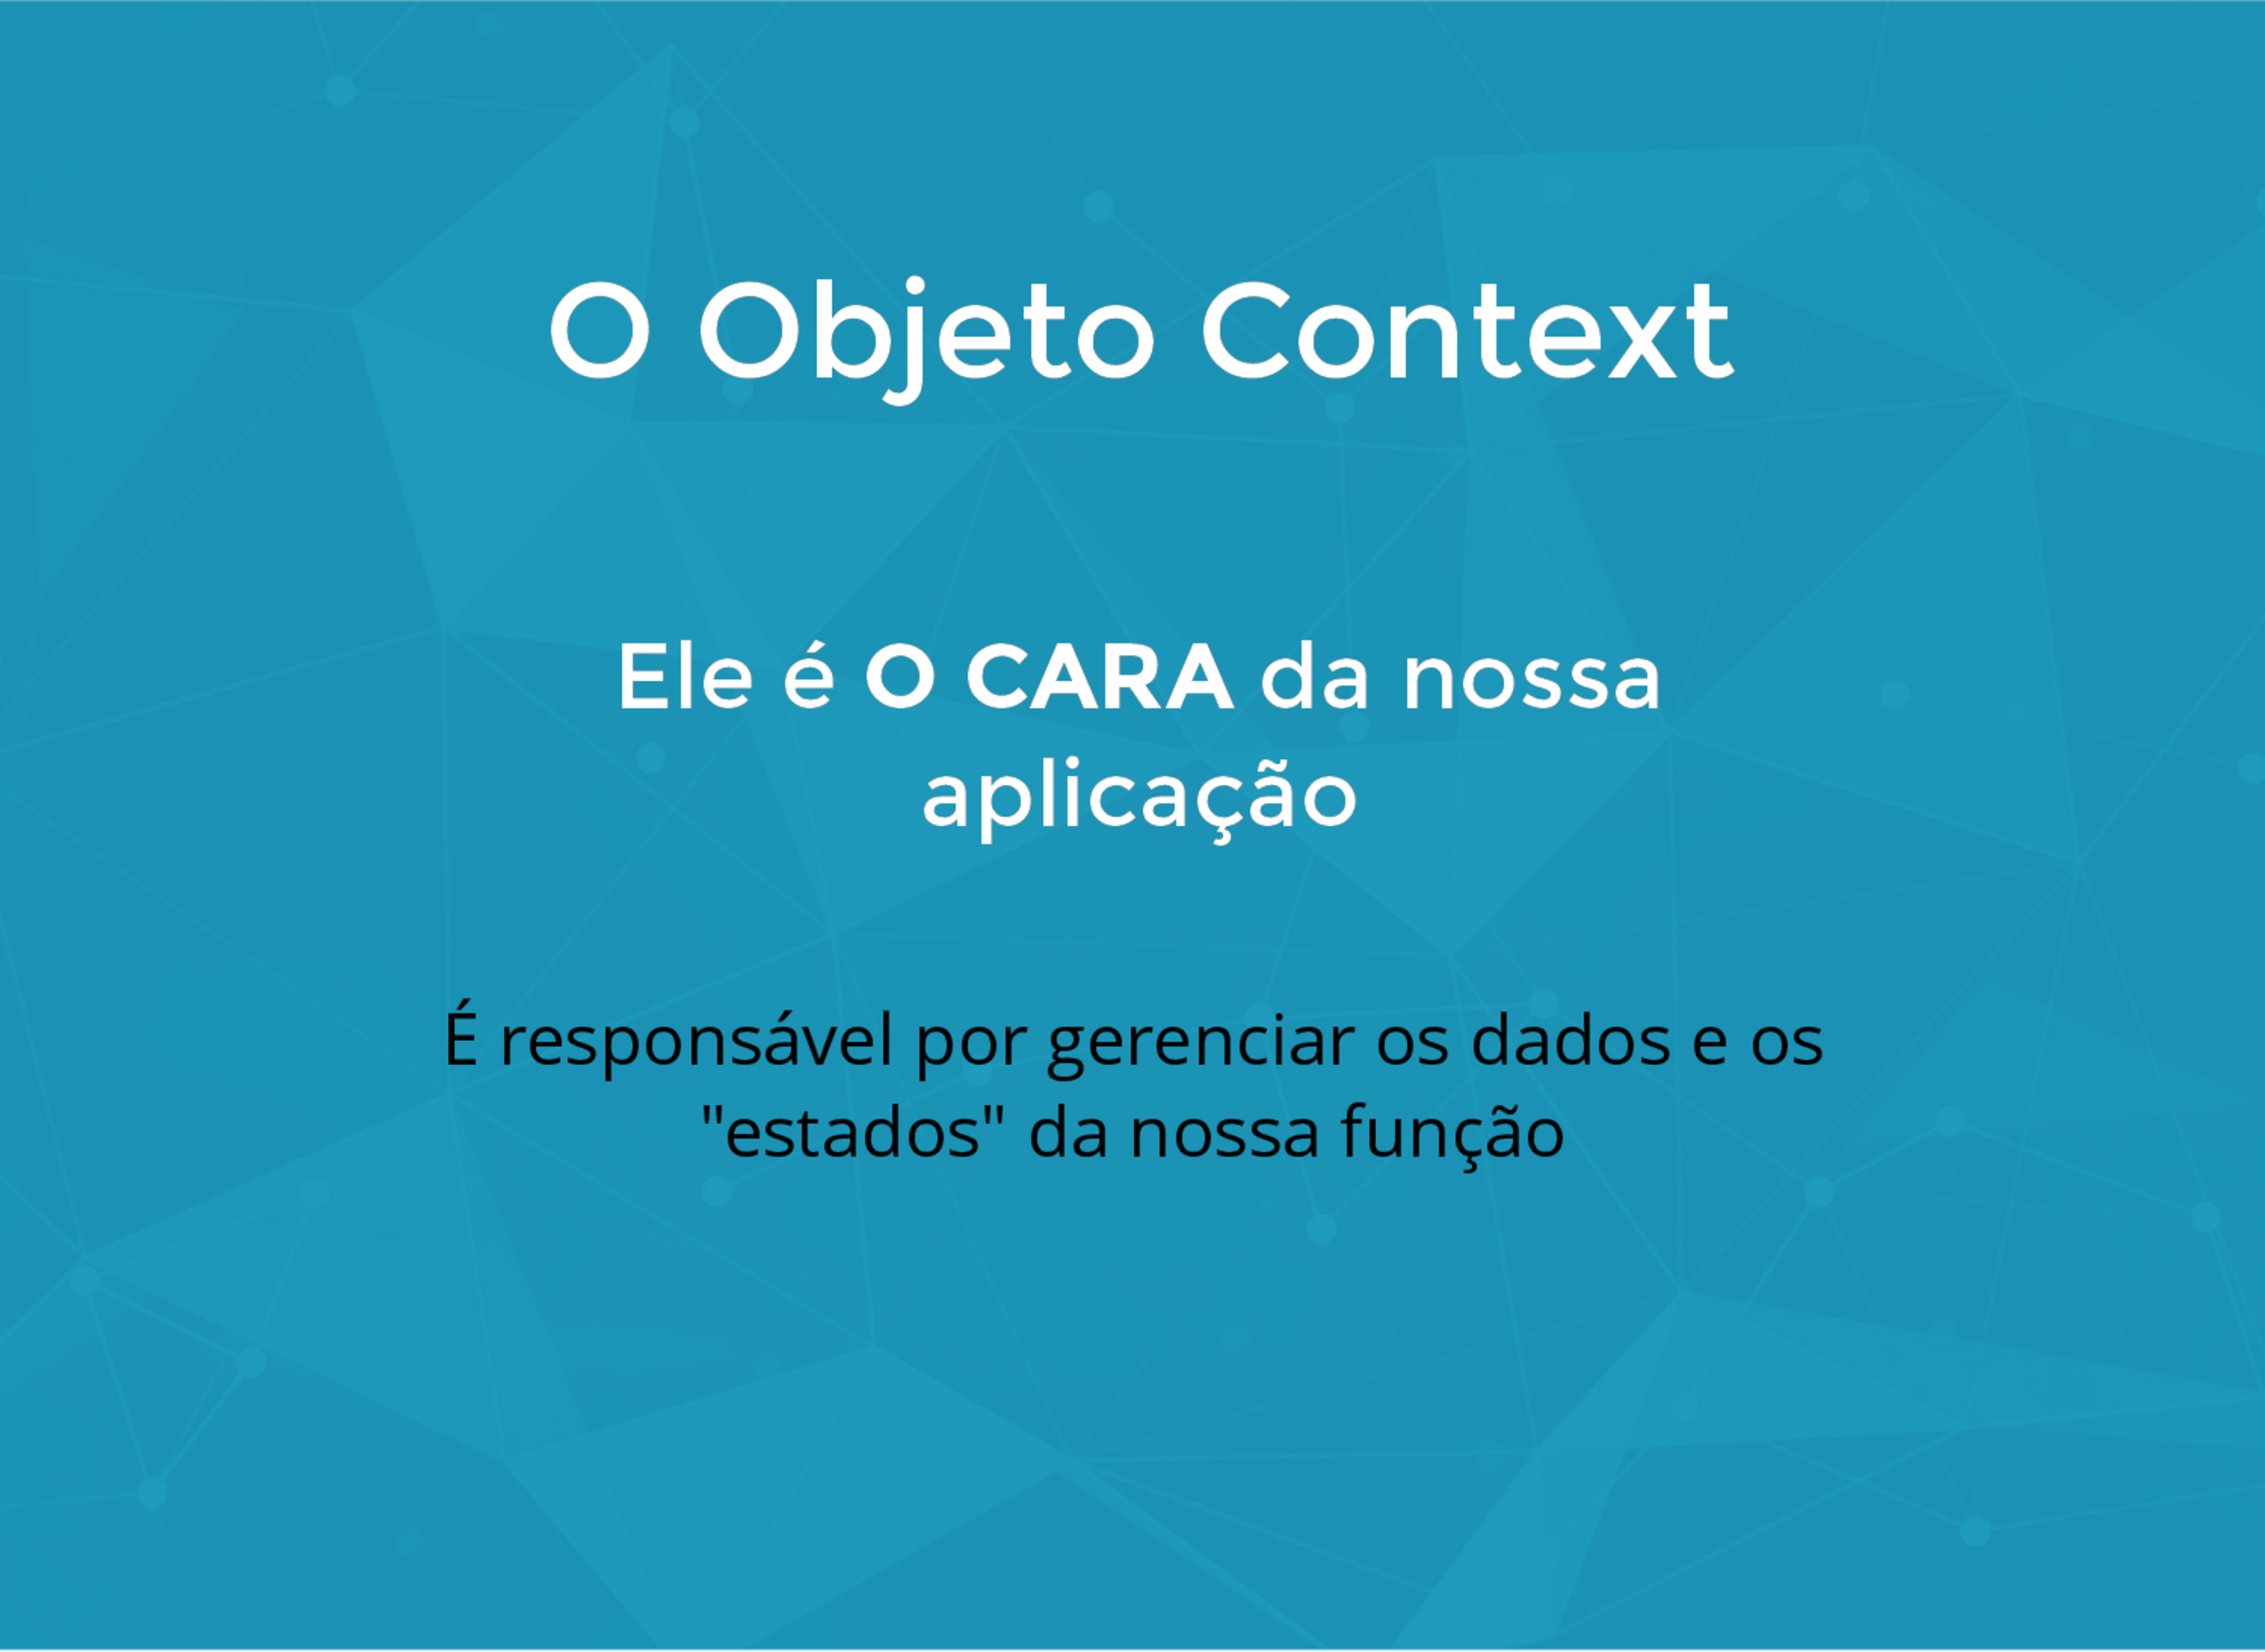 O Objeto Context
Ele é O CARA da nossa
aplicação
É responsável por gerenciar os dados e os
"estados" da nossa função